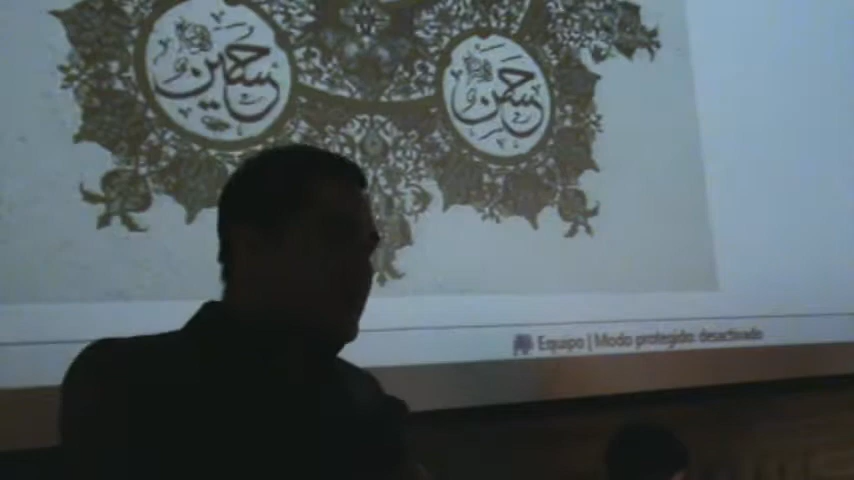 حسين
حسن
Equipo | Modo protegido: desactivado